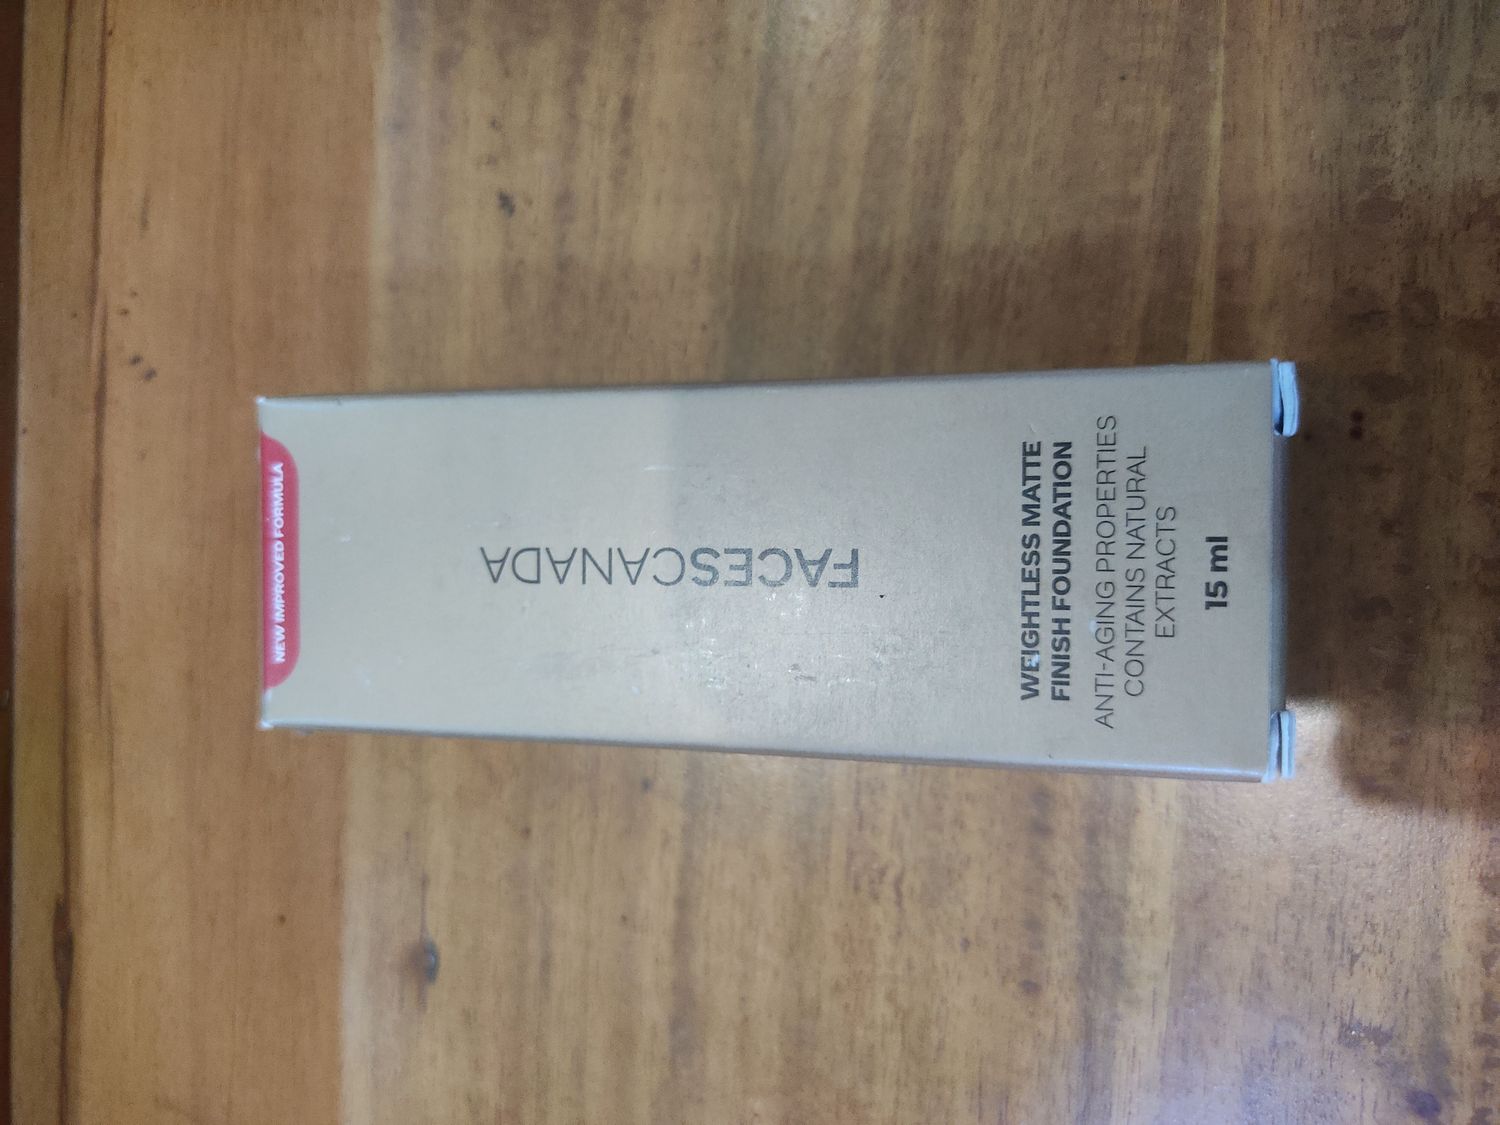 NEW IMPROVED FORMULA
FACESCANADA
WEIGHTLESS MATTE
FINISH FOUNDATION
ANTI-AGING PROPERTIES
CONTAINS NATURAL
EXTRACTS
15 ml